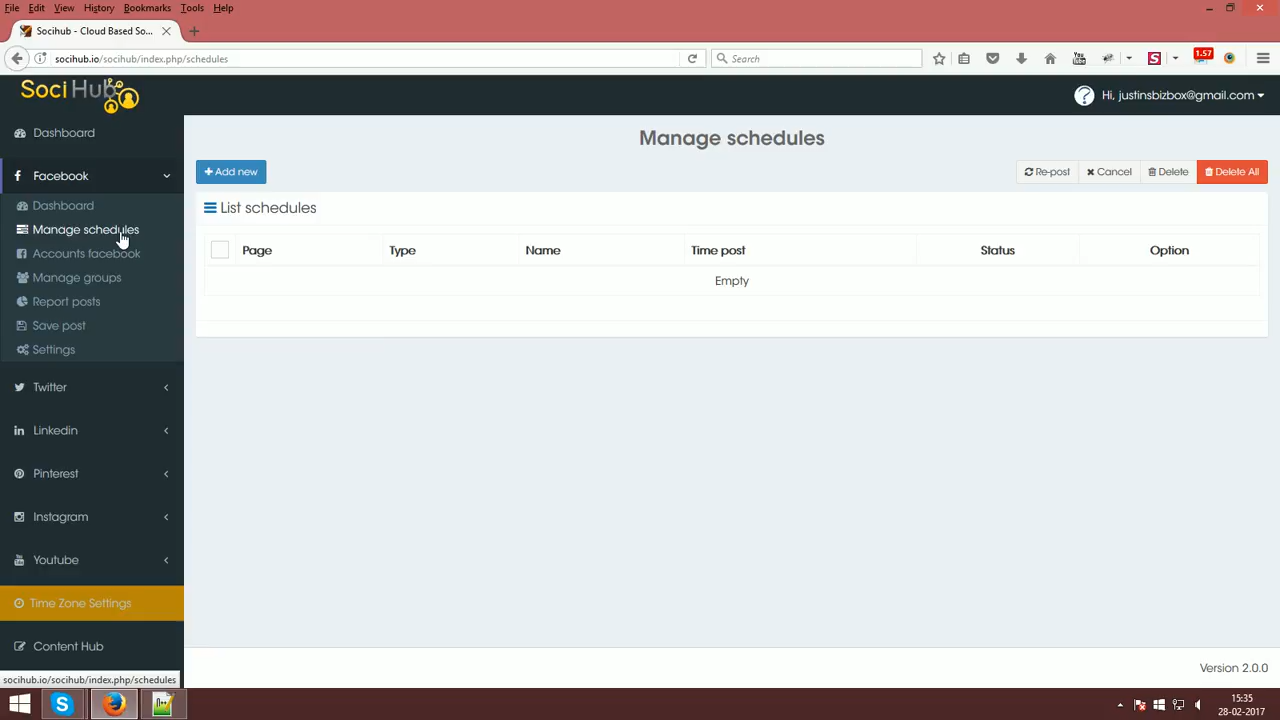 File Edit View History Bookmarks Tools Help
Socihub - Cloud Based So...
socihub.io/socihub/index.php/schedules
Search
You
S
1.57
Soci Hub
Hi, justinsbizbox@gmail.com
Dashboard
Facebook
Dashboard
Manage schedules
Accounts facebook
Manage groups
Report posts
Save post
Settings
Twitter
Linkedin
Pinterest
Instagram
Youtube
Time Zone Settings
Content Hub
Manage schedules
Add new
Re-post Cancel Delete Delete All
List schedules
Page Type Name Time post Status Option
Empty
Version 2.0.0
socihub.io/socihub/index.php/schedules
15:35
28-02-2017